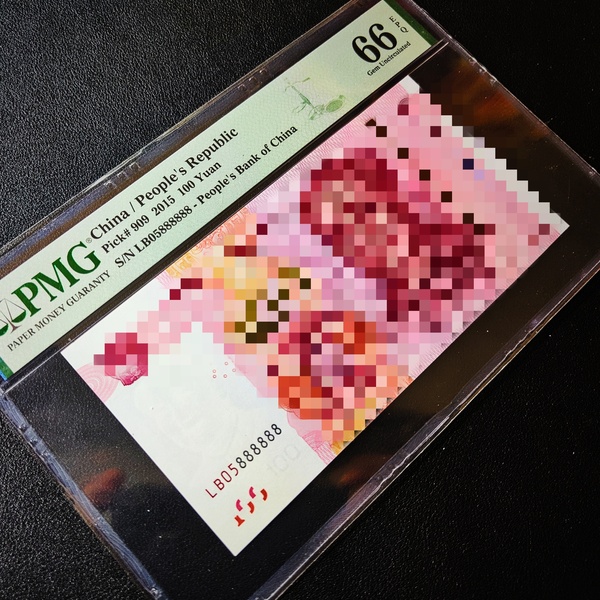 66
E
P
Q
Gem Uncirculated
China / People's Republic
Pick# 909 2015 100 Yuan
S/N LB05888888 - People's Bank of China
PMG®
PAPER MONEY GUARANTY
LB05888888
100